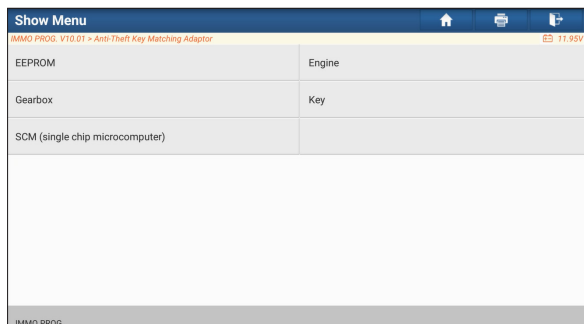 Show Menu
IMMO PROG. V10.01 > Anti-Theft Key Matching Adaptor 11.95V
EEPROM Engine
Gearbox Key
SCM (single chip microcomputer)
IMMO PROG